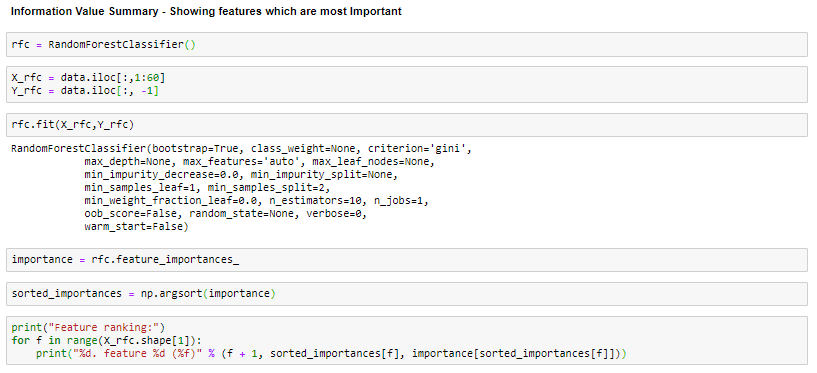 Information Value Summary - Showing features which are most Important
rfc = RandomForestClassifier()
X_rfc = data.iloc[:,1:60]
Y_rfc = data.iloc[:, -1]
rfc.fit(X_rfc,Y_rfc)
RandomForestClassifier(bootstrap=True, class_weight=None, criterion='gini',
            max_depth=None, max_features='auto', max_leaf_nodes=None,
            min_impurity_decrease=0.0, min_impurity_split=None,
            min_samples_leaf=1, min_samples_split=2,
            min_weight_fraction_leaf=0.0, n_estimators=10, n_jobs=1,
            oob_score=False, random_state=None, verbose=0,
            warm_start=False)
importance = rfc.feature_importances_
sorted_importances = np.argsort(importance)
print("Feature ranking:")
for f in range(X_rfc.shape[1]):
    print("%d. feature %d (%f)" % (f + 1, sorted_importances[f], importance[sorted_importances[f]]))